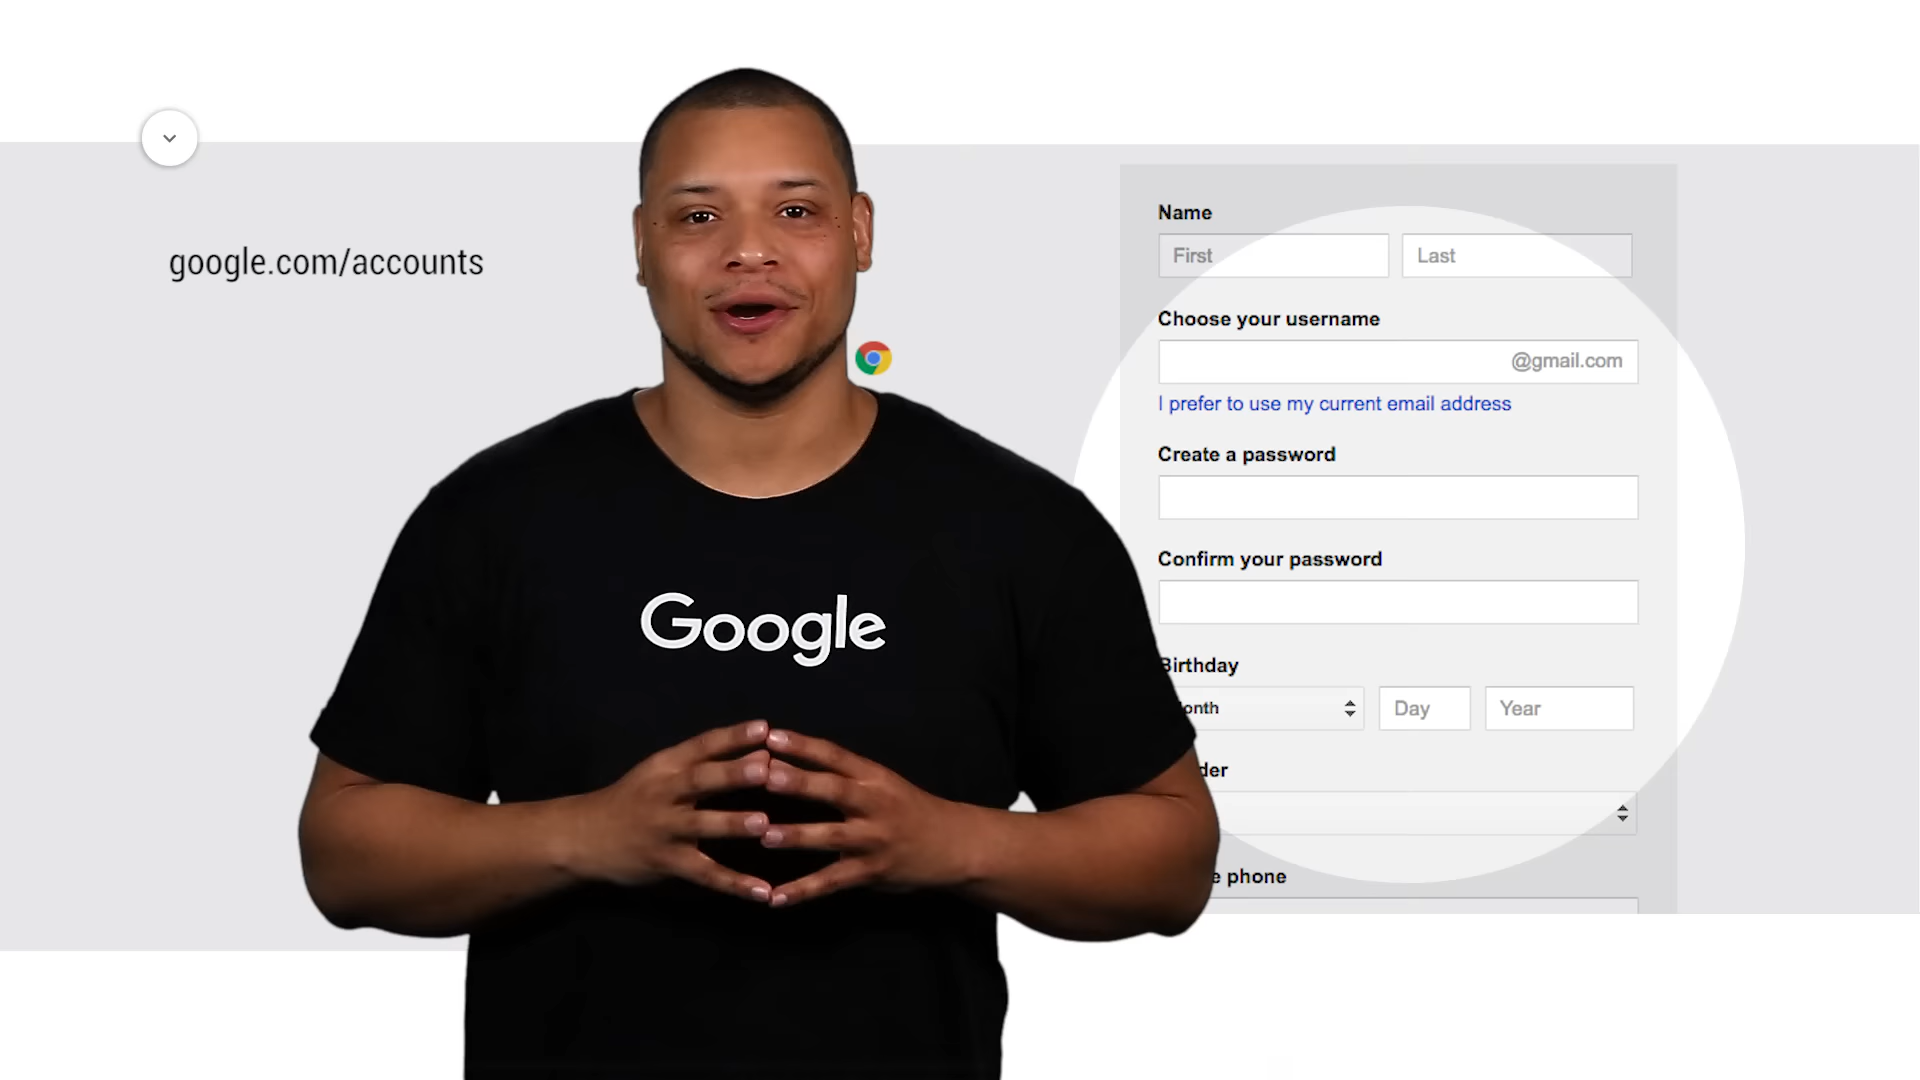 google.com/accounts
Google
Name
First Last
Choose your username
@gmail.com
I prefer to use my current email address
Create a password
Confirm your password
Birthday
onth Day Year
der
e phone